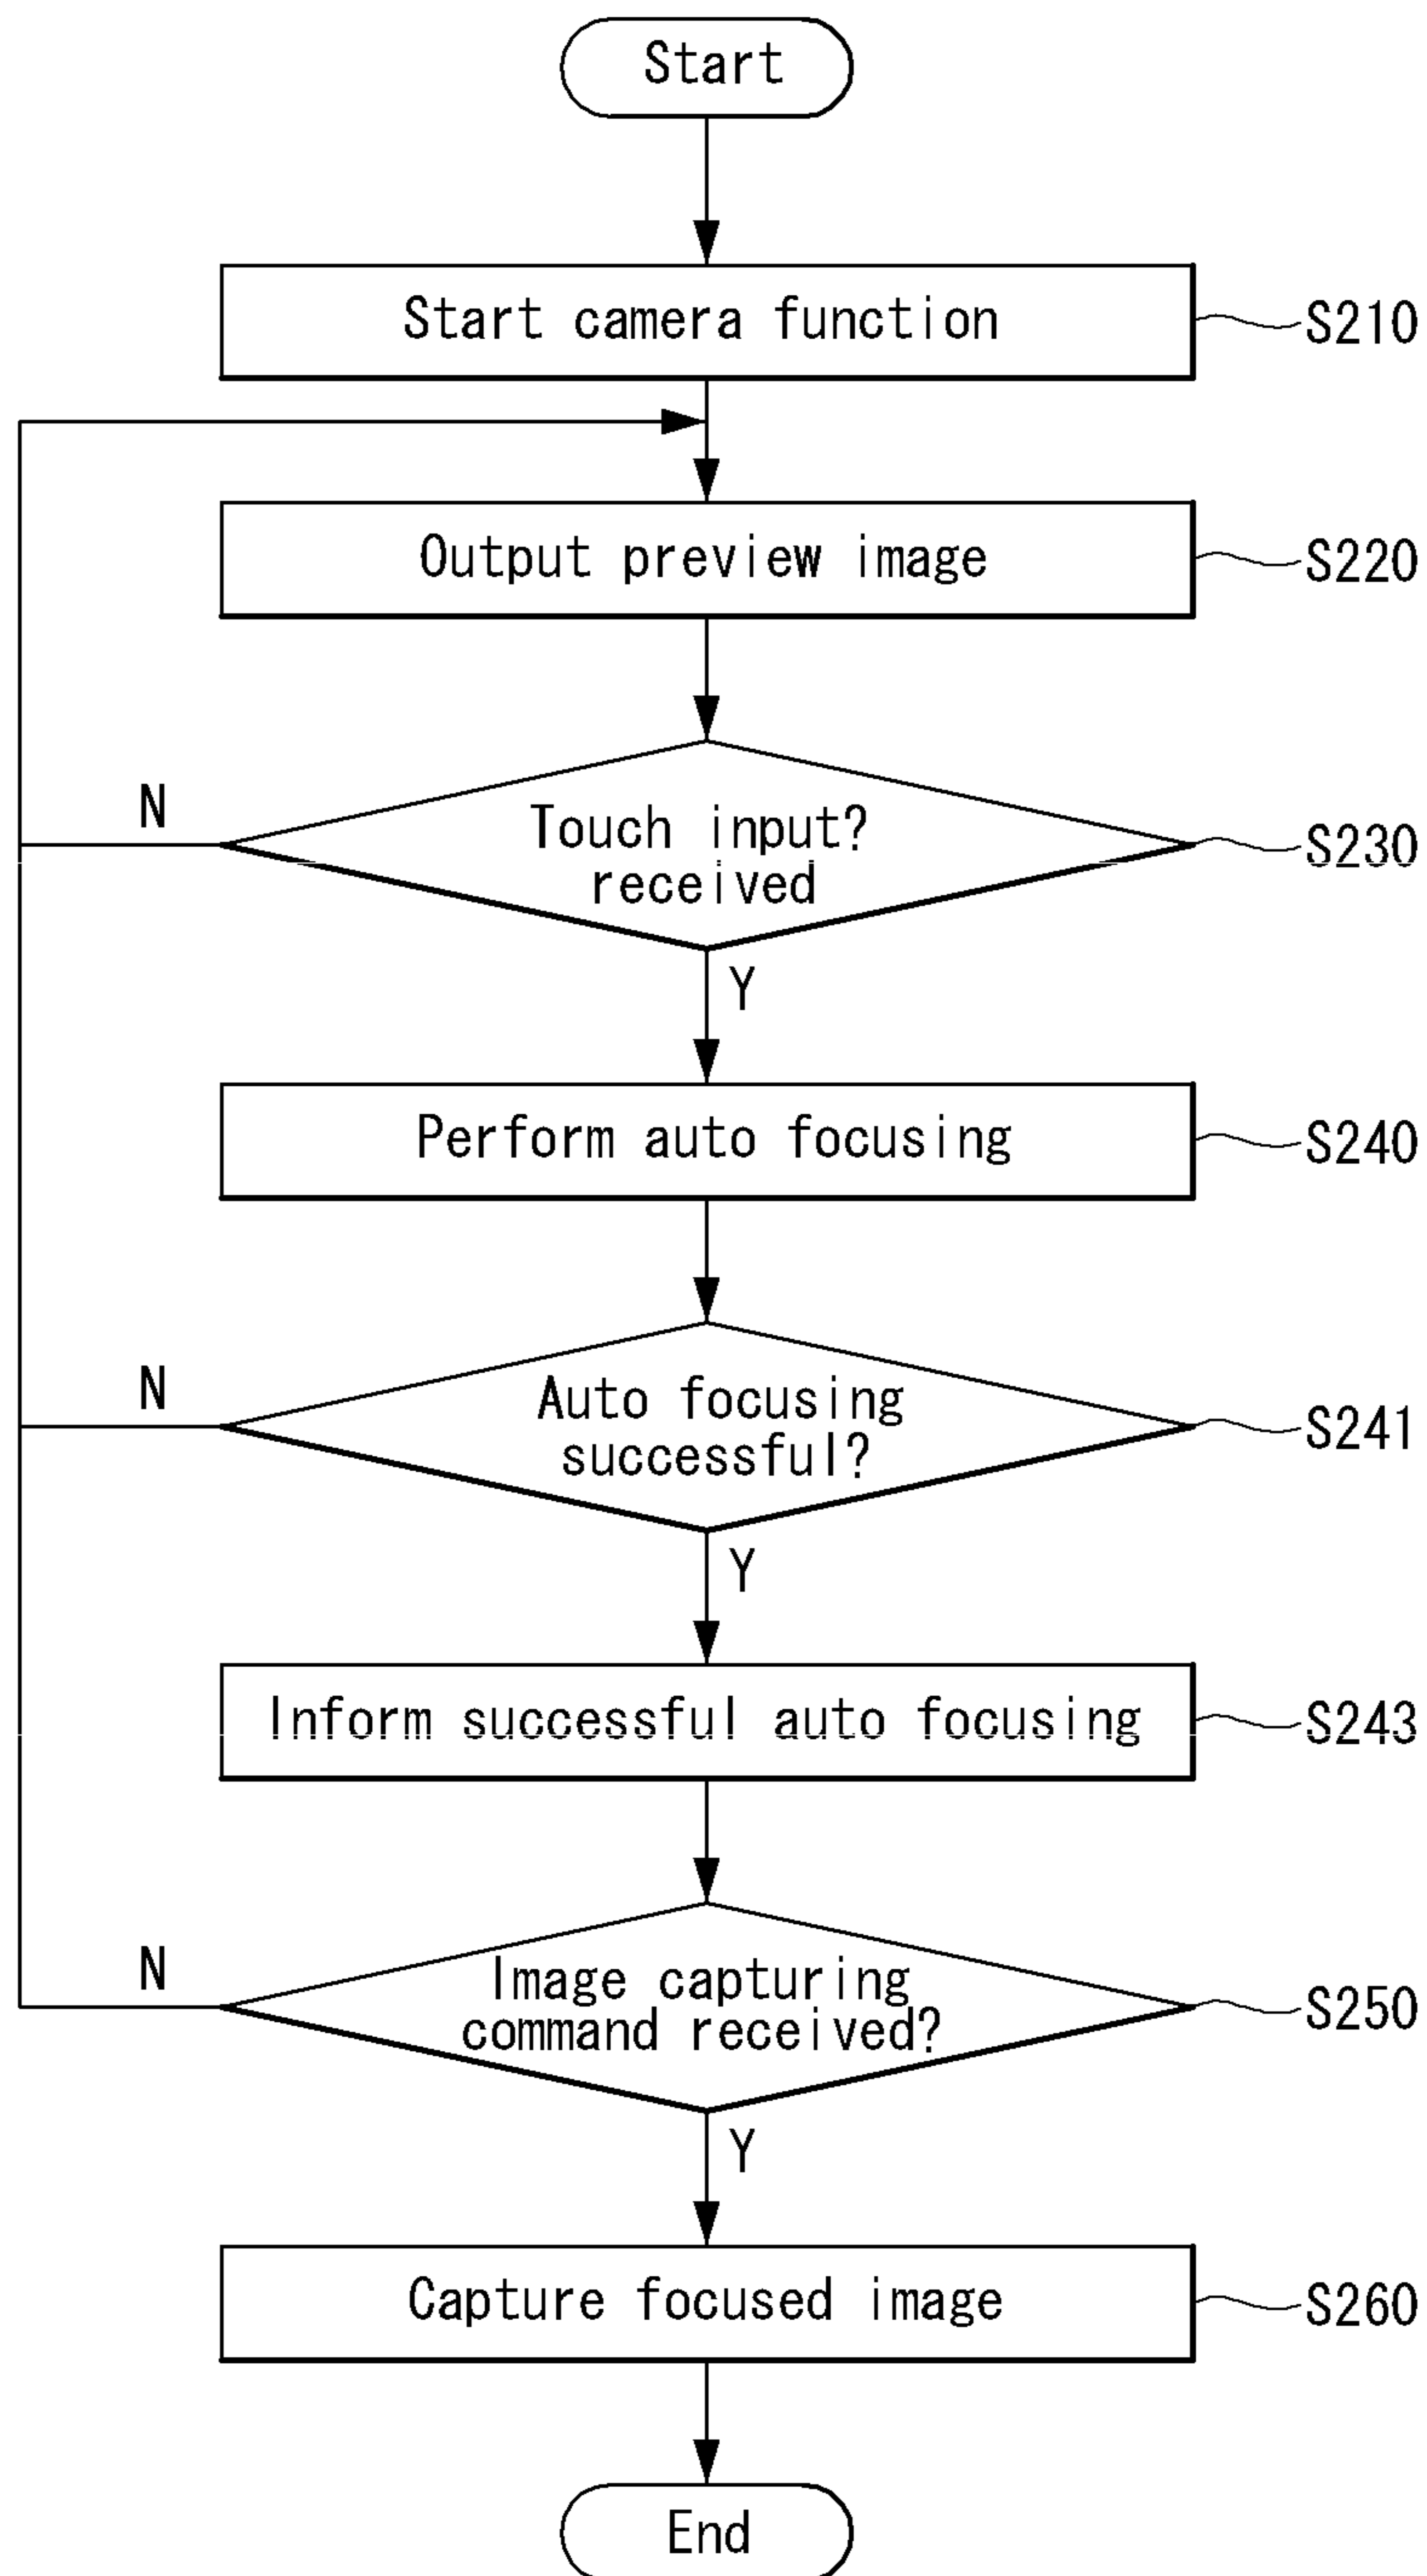 Start
Start camera function
S210
Output preview image
S220
N
Touch input?
received
S230
Y
Perform auto focusing
S240
N
Auto focusing
successful?
S241
Y
Inform successful auto focusing
S243
N
Image capturing
command received?
S250
Y
Capture focused image
S260
End